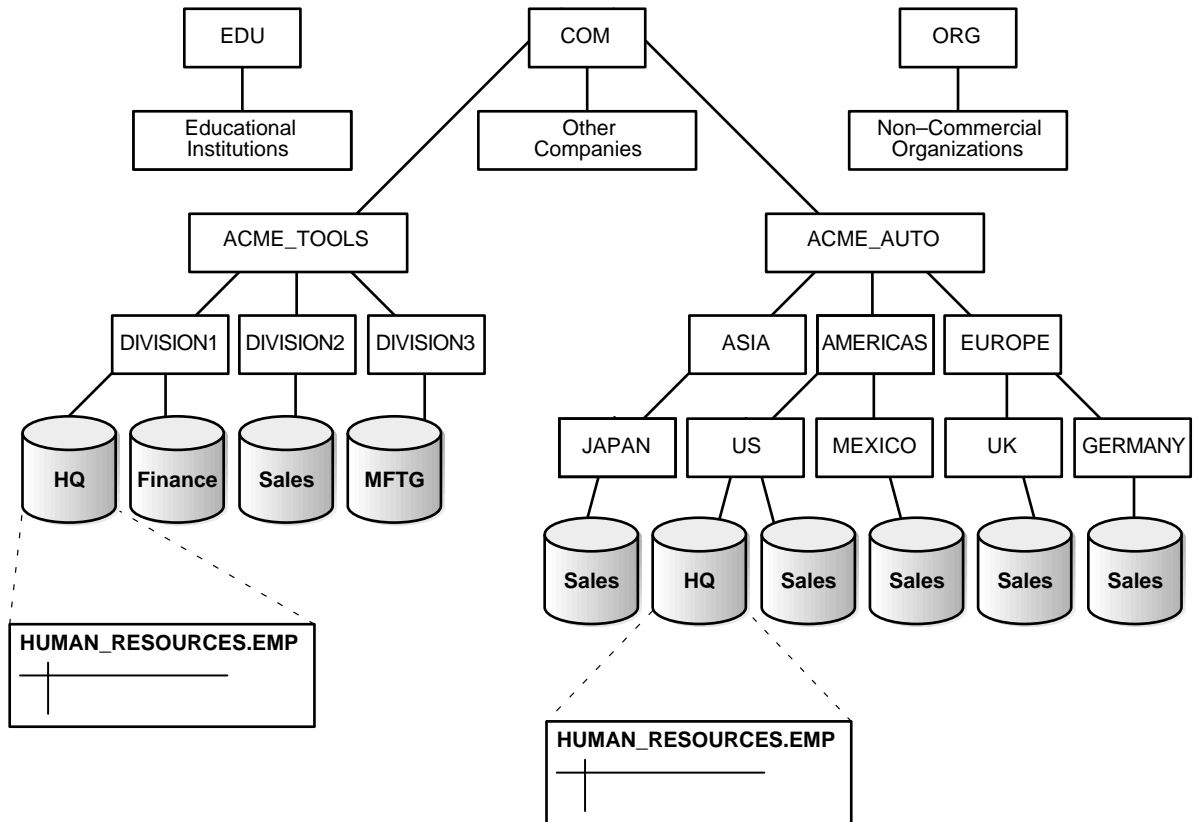 EDU
COM
ORG
Educational
Institutions
Other
Companies
Non–Commercial
Organizations
ACME_TOOLS
ACME_AUTO
DIVISION1
DIVISION2
DIVISION3
ASIA
AMERICAS
EUROPE
HQ
Finance
Sales
MFTG
JAPAN
US
MEXICO
UK
GERMANY
Sales
HQ
Sales
Sales
Sales
Sales
HUMAN_RESOURCES.EMP
HUMAN_RESOURCES.EMP